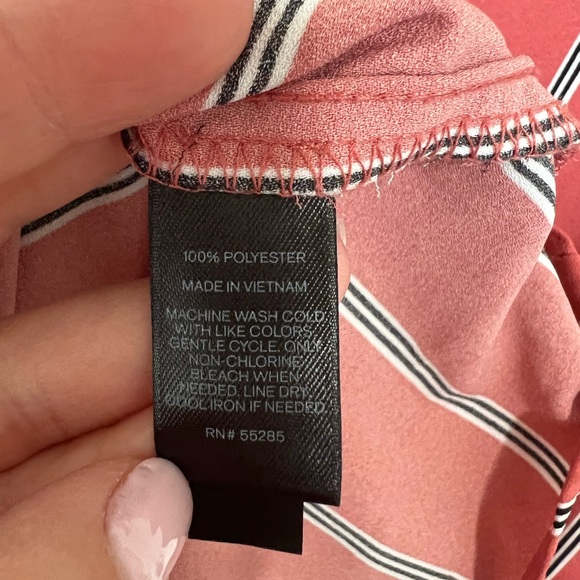 100% POLYESTER
MADE IN VIETNAM
MACHINE WASH COLD
WITH LIKE COLORS.
GENTLE CYCLE. ONLY
NON-CHLORINE
BLEACH WHEN
NEEDED. LINE DRY.
COOL IRON IF NEEDED.
RN# 55285